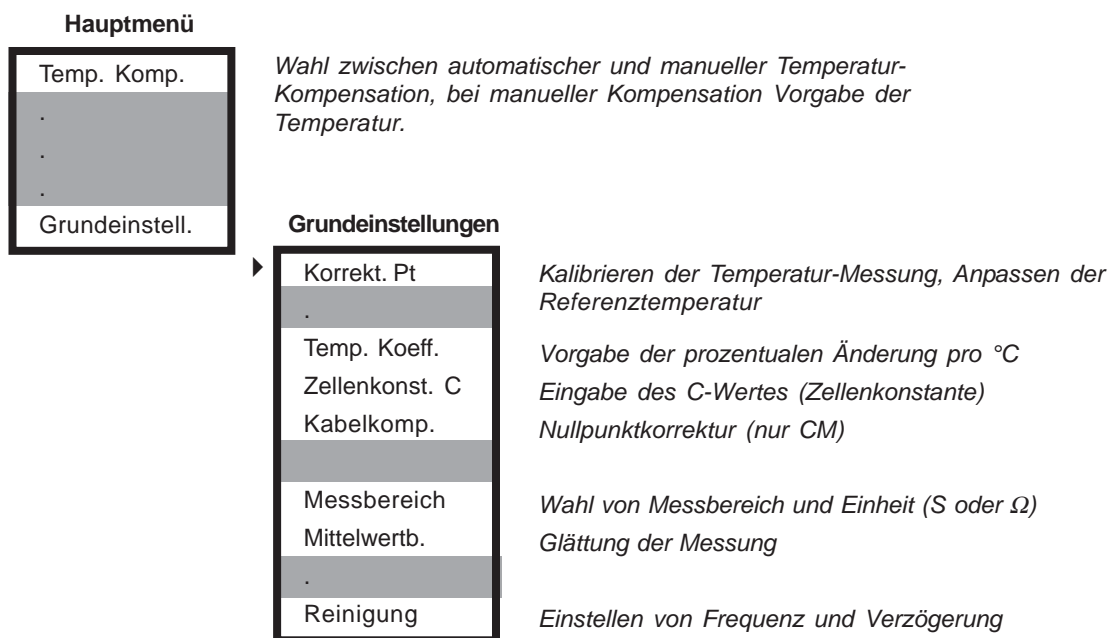 Hauptmenü
Temp. Komp.
Wahl zwischen automatischer und manueller Temperatur-
Kompensation, bei manueller Kompensation Vorgabe der
Temperatur.
.
.
.
Grundeinstell.
Grundeinstellungen
Korrekt. Pt
Kalibrieren der Temperatur-Messung, Anpassen der
Referenztemperatur
.
Temp. Koeff.
Vorgabe der prozentualen Änderung pro °C
Zellenkonst. C
Eingabe des C-Wertes (Zellenkonstante)
Kabelkomp.
Nullpunktkorrektur (nur CM)
Messbereich
Wahl von Messbereich und Einheit (S oder Ω)
Mittelwertb.
Glättung der Messung
.
Reinigung
Einstellen von Frequenz und Verzögerung